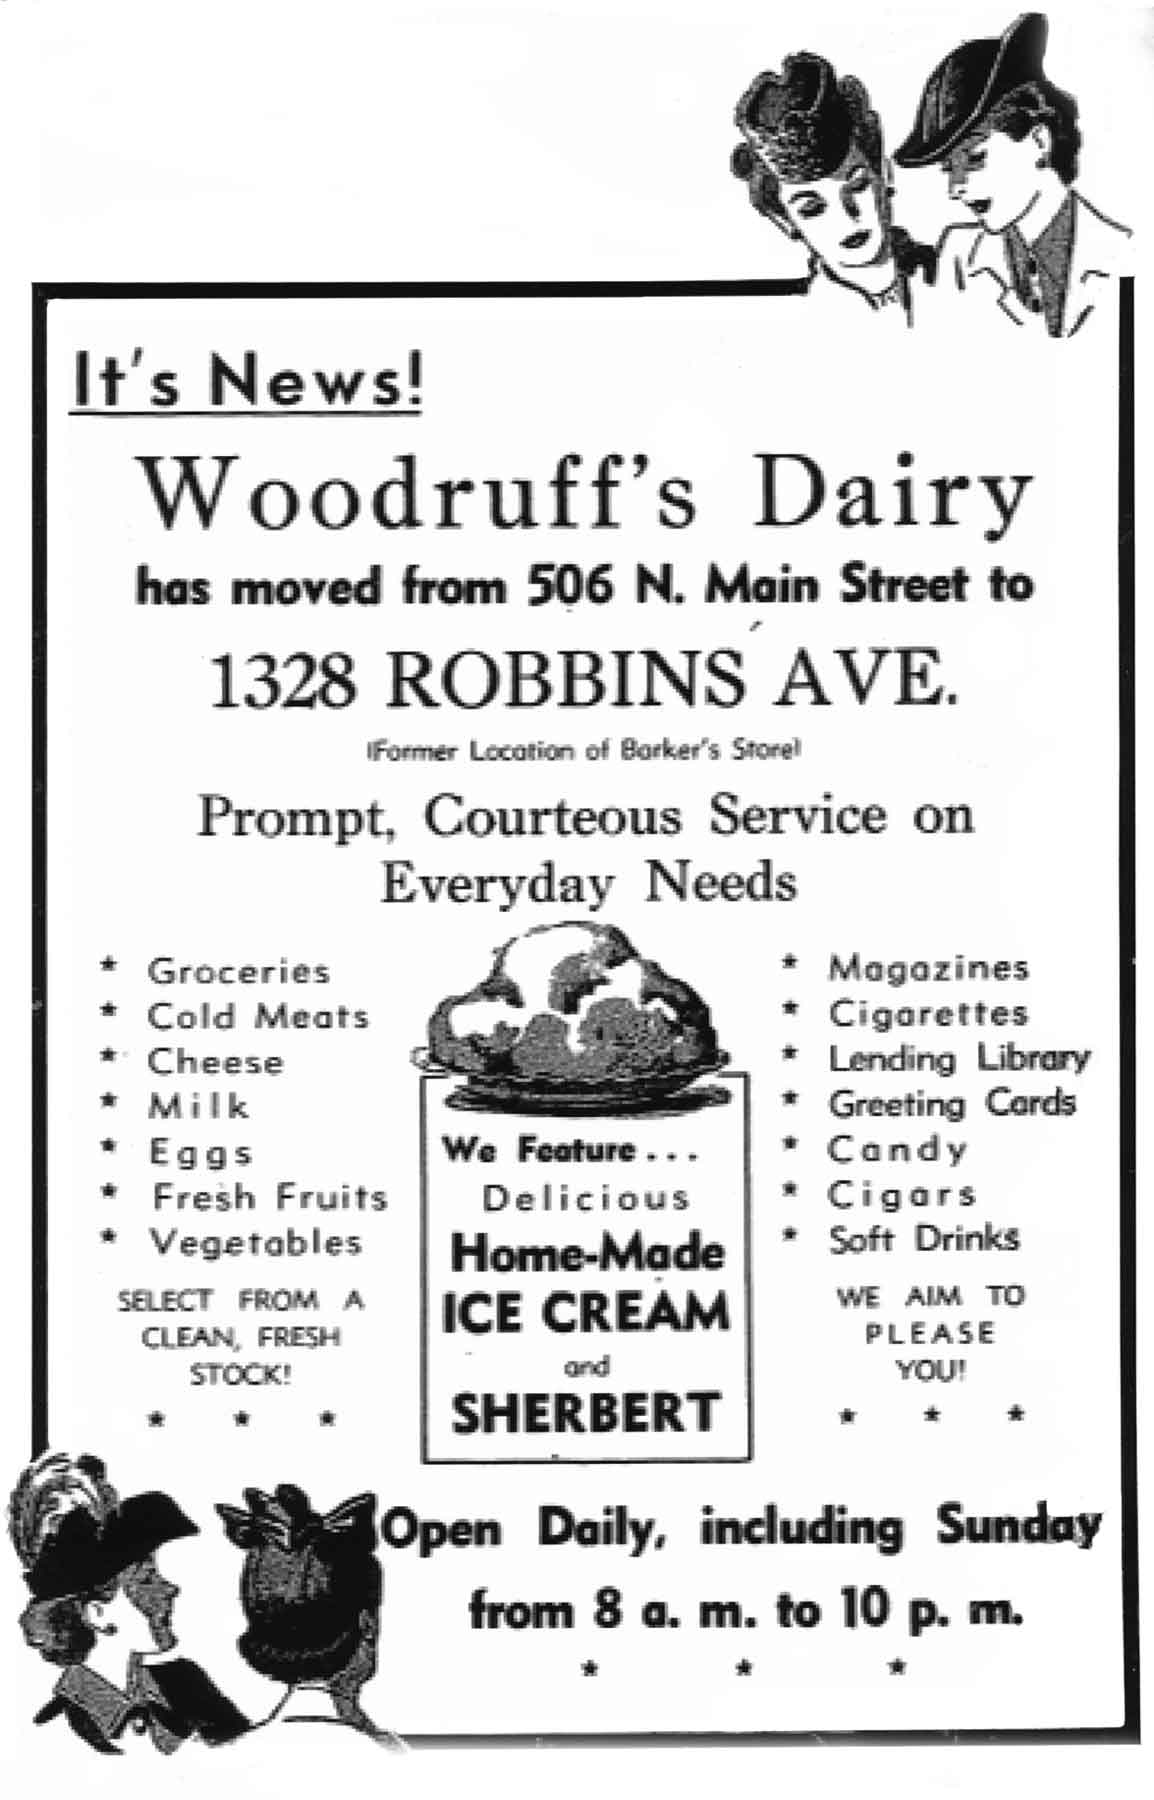 It's News!
Woodruff's Dairy
has moved from 506 N. Main Street to
1328 ROBBINS AVE.
(Former Location of Barker's Store)
Prompt, Courteous Service on
Everyday Needs
* Groceries
* Cold Meats
* Cheese
* Milk
* Eggs
* Fresh Fruits
* Vegetables
SELECT FROM A
CLEAN, FRESH
STOCK!
* * *
We Feature...
Delicious
Home-Made
ICE CREAM
and
SHERBERT
* Magazines
* Cigarettes
* Lending Library
* Greeting Cards
* Candy
* Cigars
* Soft Drinks
WE AIM TO
PLEASE
YOU!
* * *
Open Daily, including Sunday
from 8 a. m. to 10 p. m.
* * *